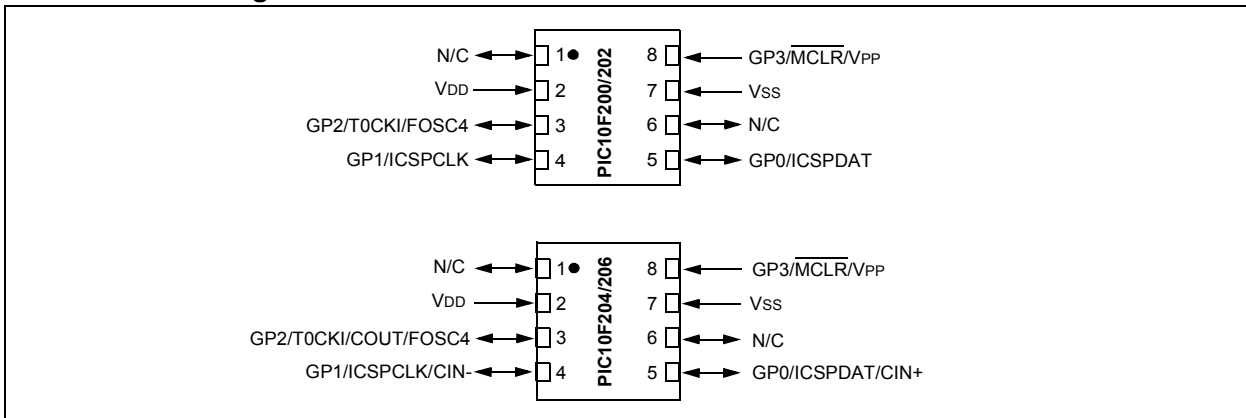 N/C 1 8 GP3/MCLR/VPP
VDD 2 7 VSS
GP2/T0CKI/FOSC4 3 6 N/C
GP1/ICSPCLK 4 5 GP0/ICSPDAT
PIC10F200/202
N/C 1 8 GP3/MCLR/VPP
VDD 2 7 VSS
GP2/T0CKI/COUT/FOSC4 3 6 N/C
GP1/ICSPCLK/CIN- 4 5 GP0/ICSPDAT/CIN+
PIC10F204/206